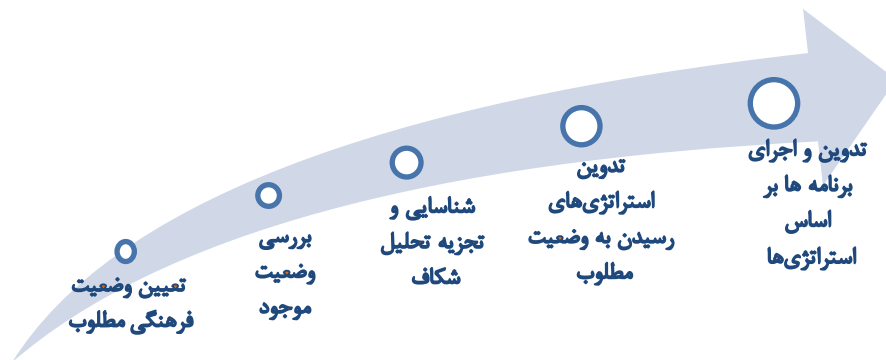 تعیین وضعیت
فرهنگی مطلوب
بررسی
وضعیت
موجود
شناسایی و
تجزیه تحلیل
شکاف
تدوین
استراتژی‌های
رسیدن به وضعیت
مطلوب
تدوین و اجرای
برنامه ها بر
اساس
استراتژی‌ها